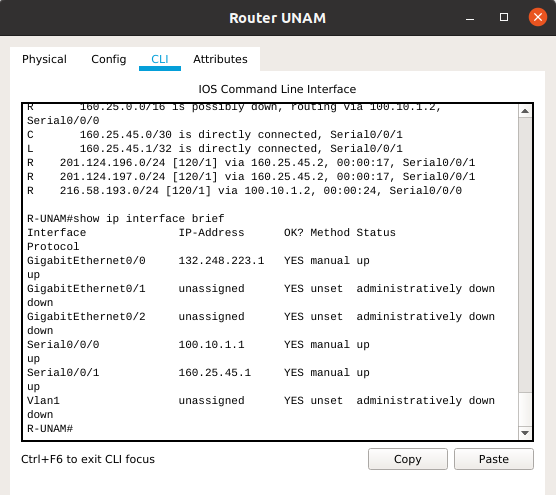 Router UNAM
Physical Config CLI Attributes
IOS Command Line Interface
R       160.25.0.0/16 is possibly down, routing via 100.10.1.2,
Serial0/0/0
C       160.25.45.0/30 is directly connected, Serial0/0/1
L       160.25.45.1/32 is directly connected, Serial0/0/1
R    201.124.196.0/24 [120/1] via 160.25.45.2, 00:00:17, Serial0/0/1
R    201.124.197.0/24 [120/1] via 160.25.45.2, 00:00:17, Serial0/0/1
R    216.58.193.0/24 [120/1] via 100.10.1.2, 00:00:24, Serial0/0/0
R-UNAM#show ip interface brief
Interface              IP-Address      OK? Method Status
Protocol
GigabitEthernet0/0     132.248.223.1   YES manual up
up
GigabitEthernet0/1     unassigned      YES unset  administratively down
down
GigabitEthernet0/2     unassigned      YES unset  administratively down
down
Serial0/0/0            100.10.1.1      YES manual up
up
Serial0/0/1            160.25.45.1     YES manual up
up
Vlan1                  unassigned      YES unset  administratively down
down
R-UNAM#
Ctrl+F6 to exit CLI focus Copy Paste